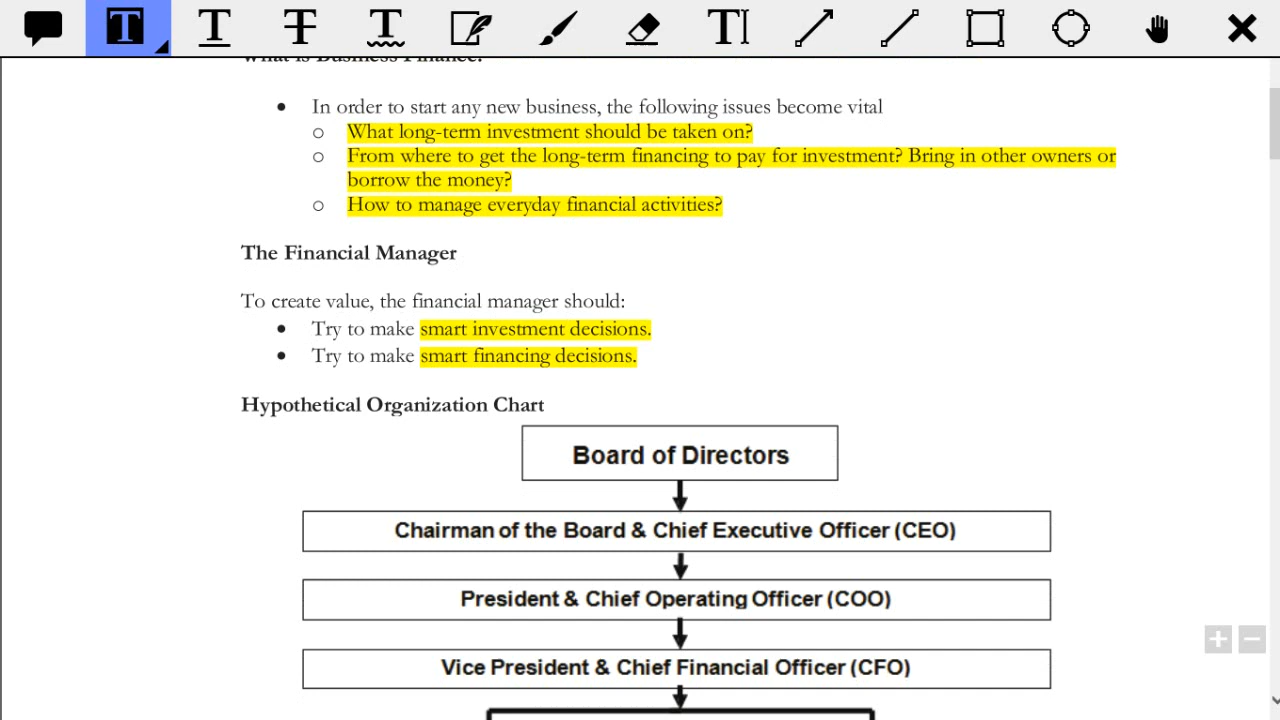 What is Business Finance?
• In order to start any new business, the following issues become vital
o What long-term investment should be taken on?
o From where to get the long-term financing to pay for investment? Bring in other owners or
borrow the money?
o How to manage everyday financial activities?
The Financial Manager
To create value, the financial manager should:
• Try to make smart investment decisions.
• Try to make smart financing decisions.
Hypothetical Organization Chart
Board of Directors
Chairman of the Board & Chief Executive Officer (CEO)
President & Chief Operating Officer (COO)
Vice President & Chief Financial Officer (CFO)